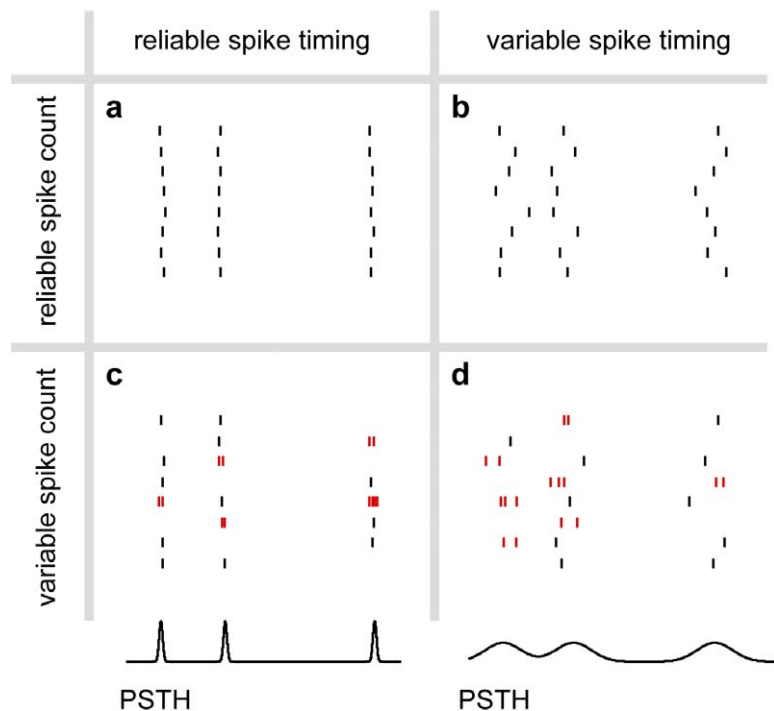 reliable spike timing
variable spike timing
reliable spike count
a
b
variable spike count
c
d
PSTH
PSTH